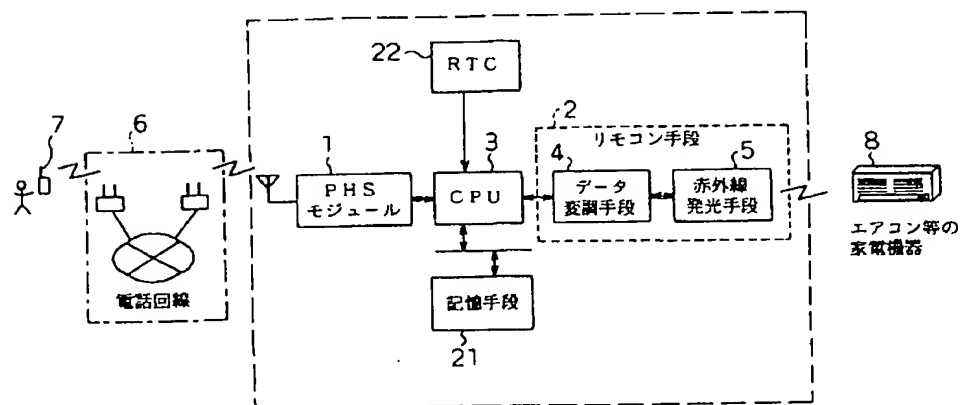 22
RTC
7
6
1
PHS
モジュール
3
CPU
2
リモコン手段
4
データ
変調手段
5
赤外線
発光手段
8
エアコン等の
家電機器
電話回線
記憶手段
21